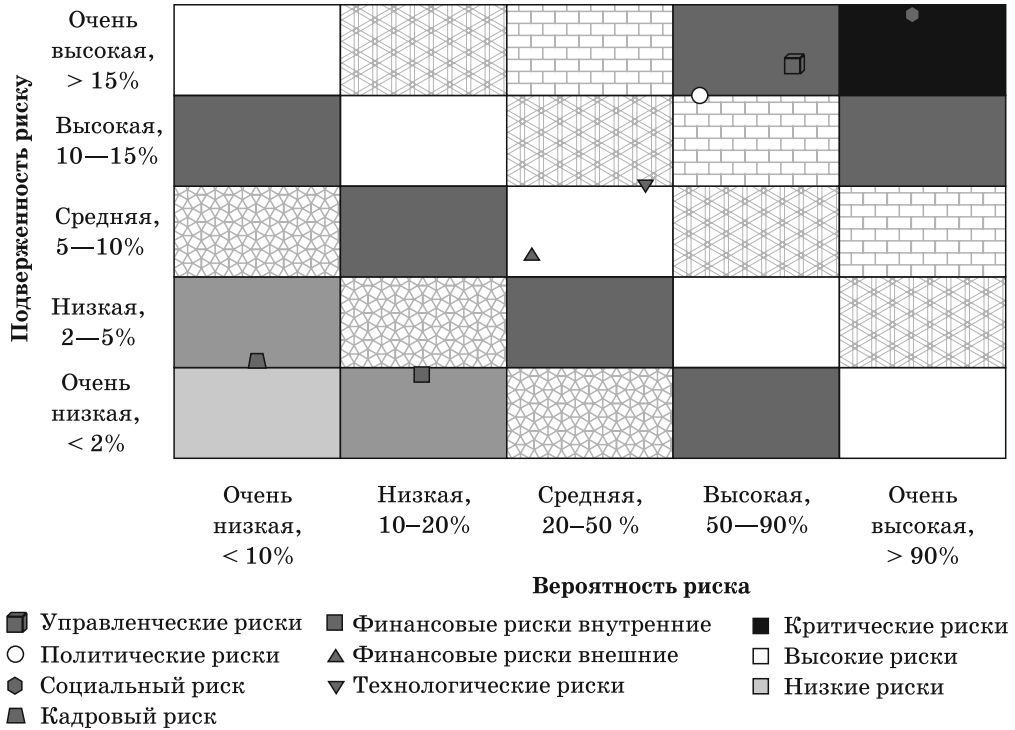 Подверженность риску
Очень
высокая,
> 15%
Высокая,
10—15%
Средняя,
5—10%
Низкая,
2—5%
Очень
низкая,
< 2%
Очень
низкая,
< 10%
Низкая,
10–20%
Средняя,
20–50 %
Высокая,
50—90%
Очень
высокая,
> 90%
Вероятность риска
Управленческие риски
Политические риски
Социальный риск
Кадровый риск
Финансовые риски внутренние
Финансовые риски внешние
Технологические риски
Критические риски
Высокие риски
Низкие риски